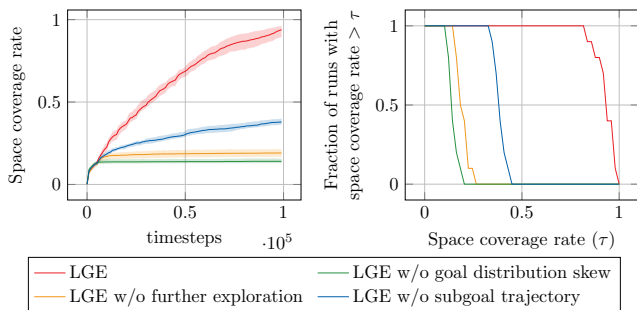 Space coverage rate
1
0.5
0
0
0.5
1
timesteps
·10⁵
Fraction of runs with
space coverage rate > τ
1
0.5
0
0
0.5
1
Space coverage rate (τ)
LGE
LGE w/o goal distribution skew
LGE w/o further exploration
LGE w/o subgoal trajectory